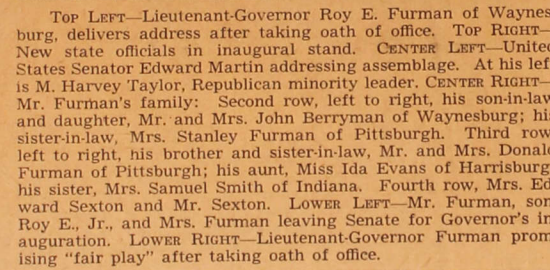 Top Left—Lieutenant-Governor Roy E. Furman of Waynes
burg, delivers address after taking oath of office. Top Right—
New state officials in inaugural stand. Center Left—Unite
States Senator Edward Martin addressing assemblage. At his lef
is M. Harvey Taylor, Republican minority leader. Center Right—
Mr. Furman's family: Second row, left to right, his son-in-law
and daughter, Mr. and Mrs. John Berryman of Waynesburg; his
sister-in-law, Mrs. Stanley Furman of Pittsburgh. Third row
left to right, his brother and sister-in-law, Mr. and Mrs. Donal
Furman of Pittsburgh; his aunt, Miss Ida Evans of Harrisburg
his sister, Mrs. Samuel Smith of Indiana. Fourth row, Mrs. Ed
ward Sexton and Mr. Sexton. Lower Left—Mr. Furman, son
Roy E., Jr., and Mrs. Furman leaving Senate for Governor's in
auguration. Lower Right—Lieutenant-Governor Furman prom
ising "fair play" after taking oath of office.